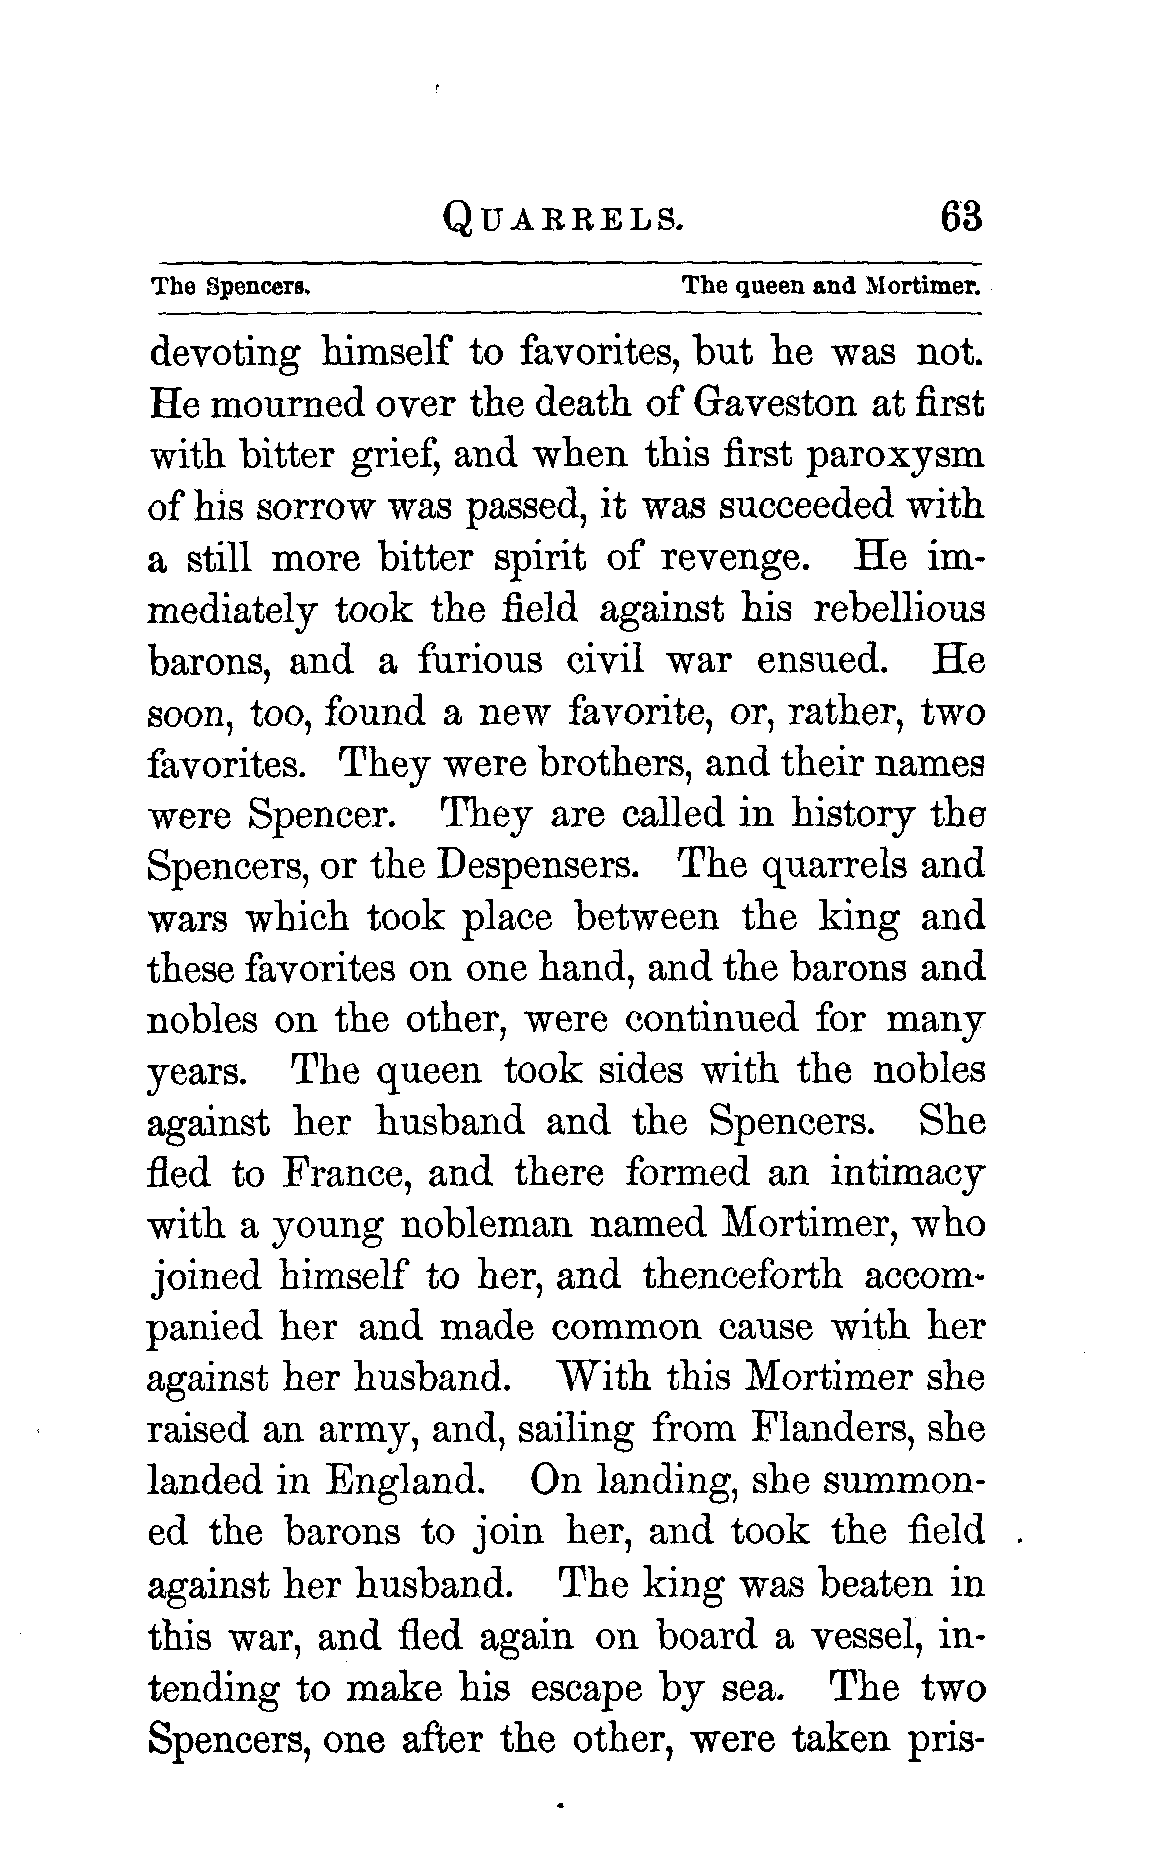 QUARRELS. 63
The Spencers. The queen and Mortimer.
devoting himself to favorites, but he was not.
He mourned over the death of Gaveston at first
with bitter grief, and when this first paroxysm
of his sorrow was passed, it was succeeded with
a still more bitter spirit of revenge. He im-
mediately took the field against his rebellious
barons, and a furious civil war ensued. He
soon, too, found a new favorite, or, rather, two
favorites. They were brothers, and their names
were Spencer. They are called in history the
Spencers, or the Despensers. The quarrels and
wars which took place between the king and
these favorites on one hand, and the barons and
nobles on the other, were continued for many
years. The queen took sides with the nobles
against her husband and the Spencers. She
fled to France, and there formed an intimacy
with a young nobleman named Mortimer, who
joined himself to her, and thenceforth accom-
panied her and made common cause with her
against her husband. With this Mortimer she
raised an army, and, sailing from Flanders, she
landed in England. On landing, she summon-
ed the barons to join her, and took the field
against her husband. The king was beaten in
this war, and fled again on board a vessel, in-
tending to make his escape by sea. The two
Spencers, one after the other, were taken pris-